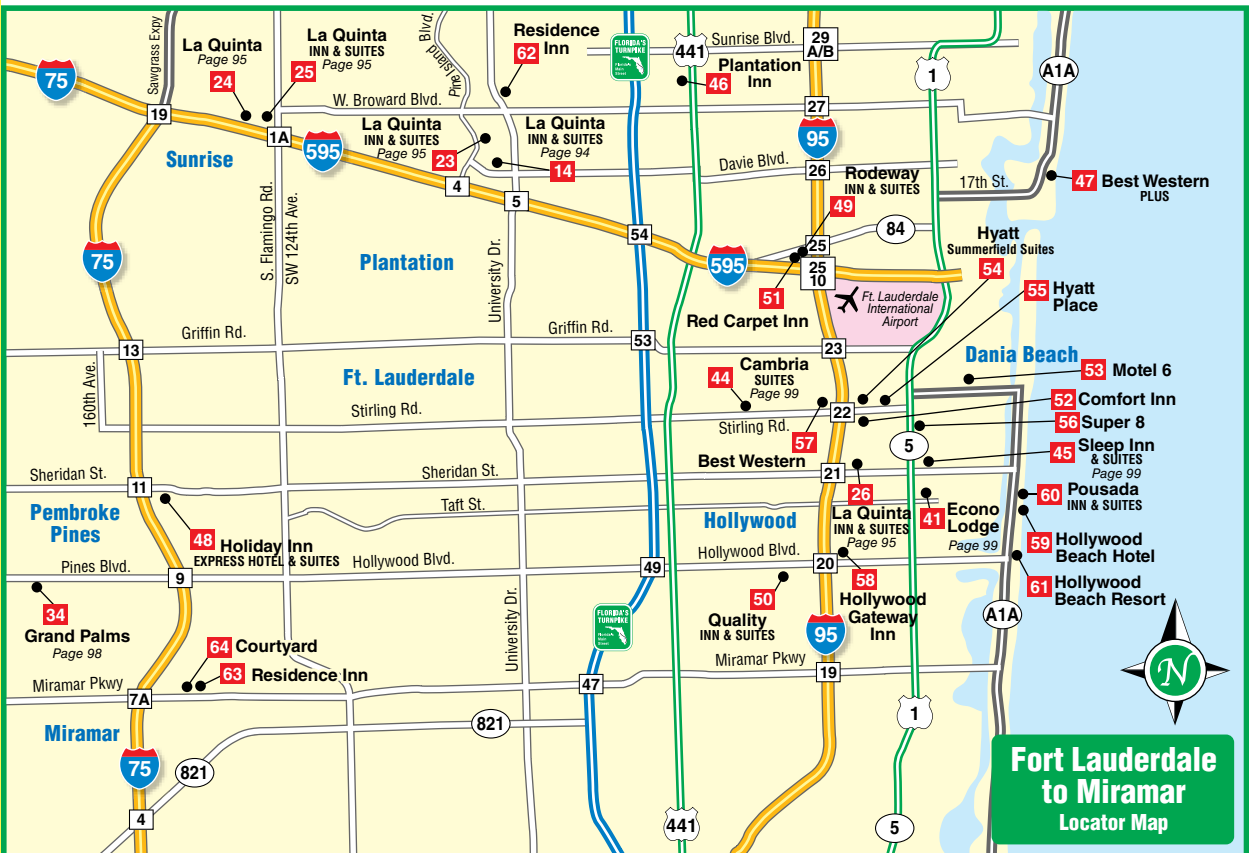 Sawgrass Expy
La Quinta
Page 95
24
La Quinta
INN & SUITES
Page 95
25
Pine Island
Blvd.
Residence
Inn
62
FLORIDA'S
TURNPIKE
441
Sunrise Blvd.
29
A/B
Plantation
Inn
46
1
A1A
75
19
W. Broward Blvd.
27
1A
595
La Quinta
INN & SUITES
Page 95
23
La Quinta
INN & SUITES
Page 94
14
95
Sunrise
4
5
Davie Blvd.
26
Rodeway
INN & SUITES
49
17th St.
47
Best Western
PLUS
S. Flamingo Rd.
SW 124th Ave.
54
84
25
Hyatt
Summerfield Suites
54
75
Plantation
University Dr.
595
25
10
51
Red Carpet Inn
Ft. Lauderdale
International
Airport
55
Hyatt
Place
Griffin Rd.
Griffin Rd.
13
53
23
Dania Beach
160th Ave.
Ft. Lauderdale
44
Cambria
SUITES
Page 99
53
Motel 6
Stirling Rd.
Stirling Rd.
22
52
Comfort Inn
57
Best Western
56
Super 8
5
45
Sleep Inn
& SUITES
Page 99
Sheridan St.
Sheridan St.
11
21
26
La Quinta
INN & SUITES
Page 95
60
Pousada
INN & SUITES
Pembroke
Pines
Taft St.
Hollywood
41
Econo
Lodge
Page 99
48
Holiday Inn
EXPRESS HOTEL & SUITES
59
Hollywood
Beach Hotel
Pines Blvd.
9
Hollywood Blvd.
49
Hollywood Blvd.
20
58
Hollywood
Gateway
Inn
61
Hollywood
Beach Resort
34
Grand Palms
Page 98
50
Quality
INN & SUITES
A1A
FLORIDA'S
TURNPIKE
University Dr.
95
64
Courtyard
63
Residence Inn
Miramar Pkwy
7A
47
Miramar Pkwy
19
N
Miramar
821
1
75
821
4
441
5
Fort Lauderdale
to Miramar
Locator Map